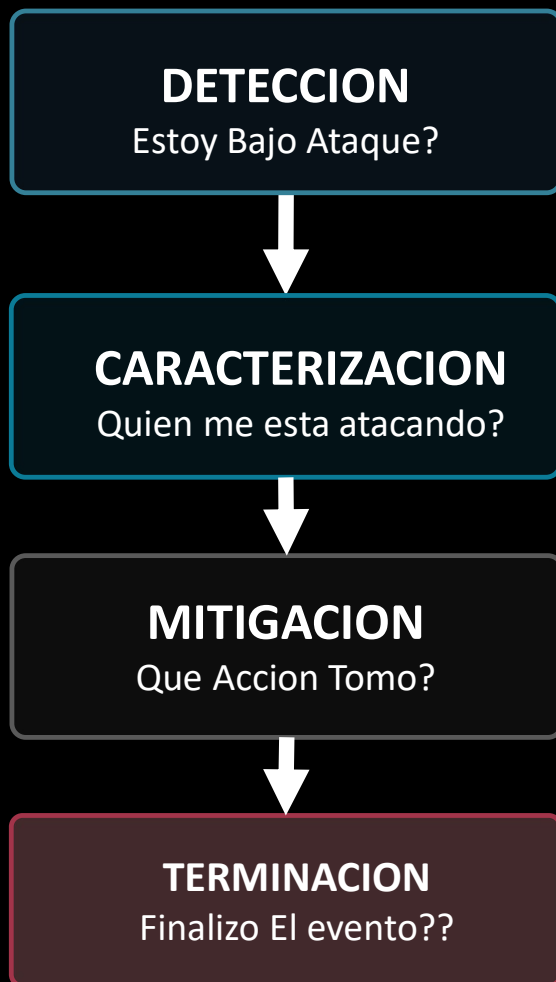 DETECCION
Estoy Bajo Ataque?
CARACTERIZACION
Quien me esta atacando?
MITIGACION
Que Accion Tomo?
TERMINACION
Finalizo El evento??